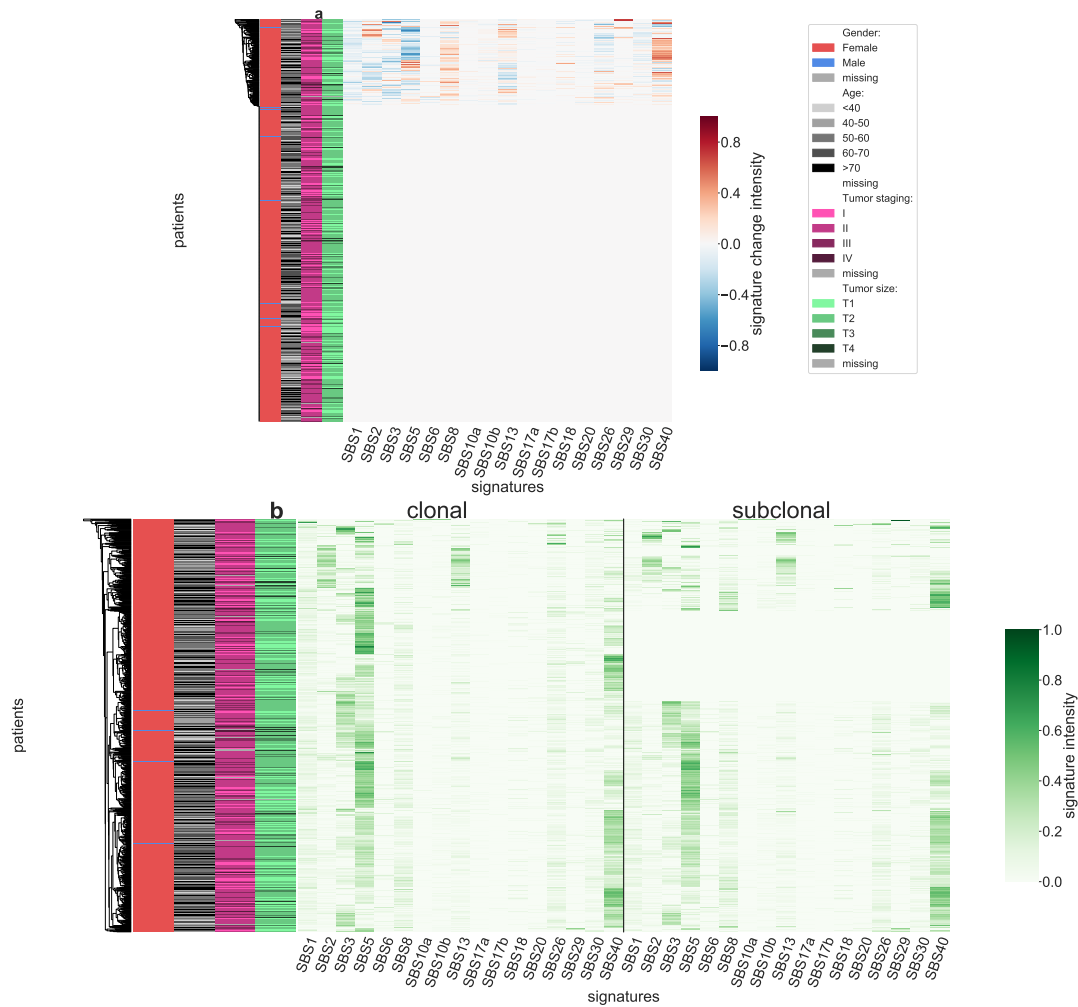 a
Gender:
Female
Male
missing
Age:
<40
40-50
50-60
60-70
>70
missing
Tumor staging:
I
II
III
IV
missing
Tumor size:
T1
T2
T3
T4
missing
0.8
0.4
0.0
−0.4
−0.8
signature change intensity
patients
SBS1
SBS2
SBS3
SBS5
SBS6
SBS8
SBS10a
SBS10b
SBS13
SBS17a
SBS17b
SBS18
SBS20
SBS26
SBS29
SBS30
SBS40
signatures
b
clonal
subclonal
patients
1.0
0.8
0.6
0.4
0.2
0.0
signature intensity
SBS1
SBS2
SBS3
SBS5
SBS6
SBS8
SBS10a
SBS10b
SBS13
SBS17a
SBS17b
SBS18
SBS20
SBS26
SBS29
SBS30
SBS40
SBS1
SBS2
SBS3
SBS5
SBS6
SBS8
SBS10a
SBS10b
SBS13
SBS17a
SBS17b
SBS18
SBS20
SBS26
SBS29
SBS30
SBS40
signatures